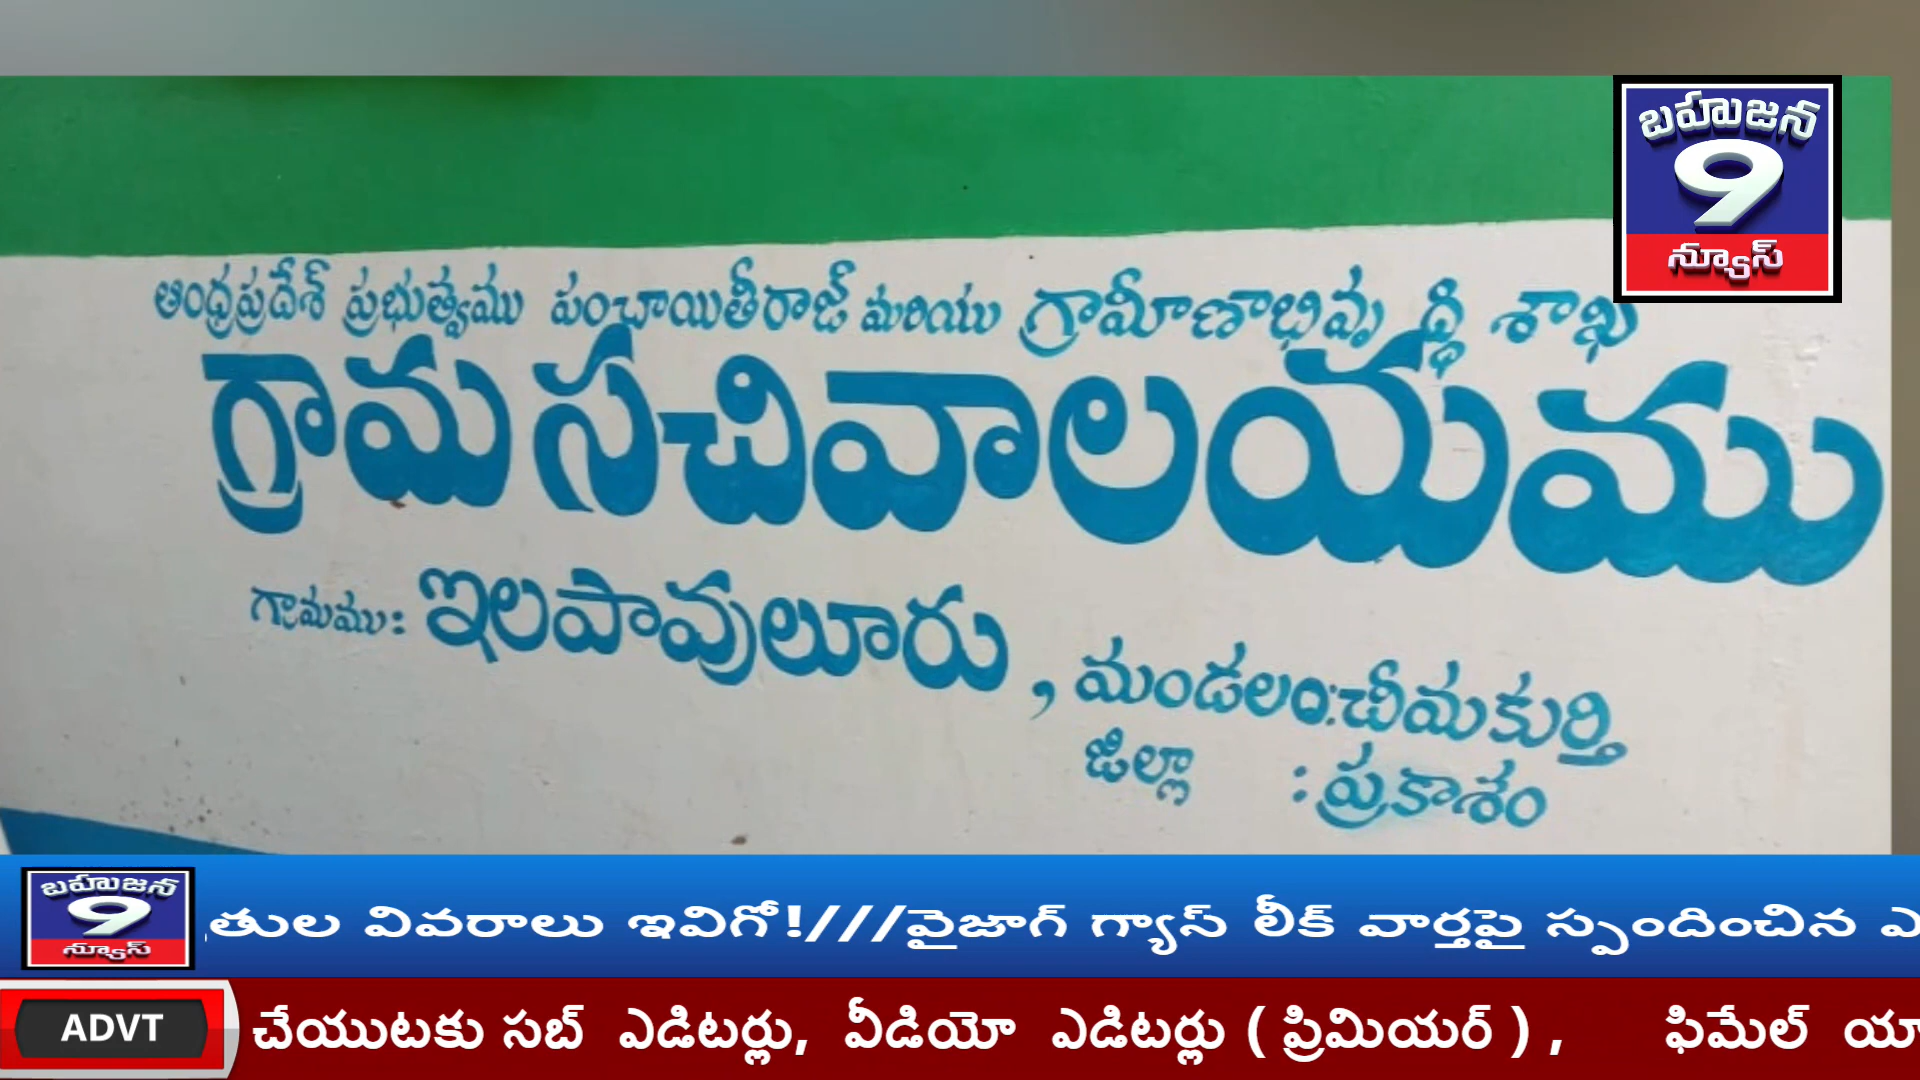 బహుజన
9
న్యూస్
ఆంధ్రప్రదేశ్ ప్రభుత్వము పంచాయితీరాజ్ మరియు గ్రామీణాభివృద్ధి శాఖ
గ్రామ సచివాలయము
గ్రామము: ఇలపావులూరు, మండలం:చీమకుర్తి
జిల్లా : ప్రకాశం
బహుజన
9
న్యూస్
తుల వివరాలు ఇవిగో!///వైజాగ్ గ్యాస్ లీక్ వార్తపై స్పందించిన ఎ
ADVT చేయుటకు సబ్ ఎడిటర్లు, వీడియో ఎడిటర్లు ( ప్రిమియర్ ) , ఫిమేల్ యా